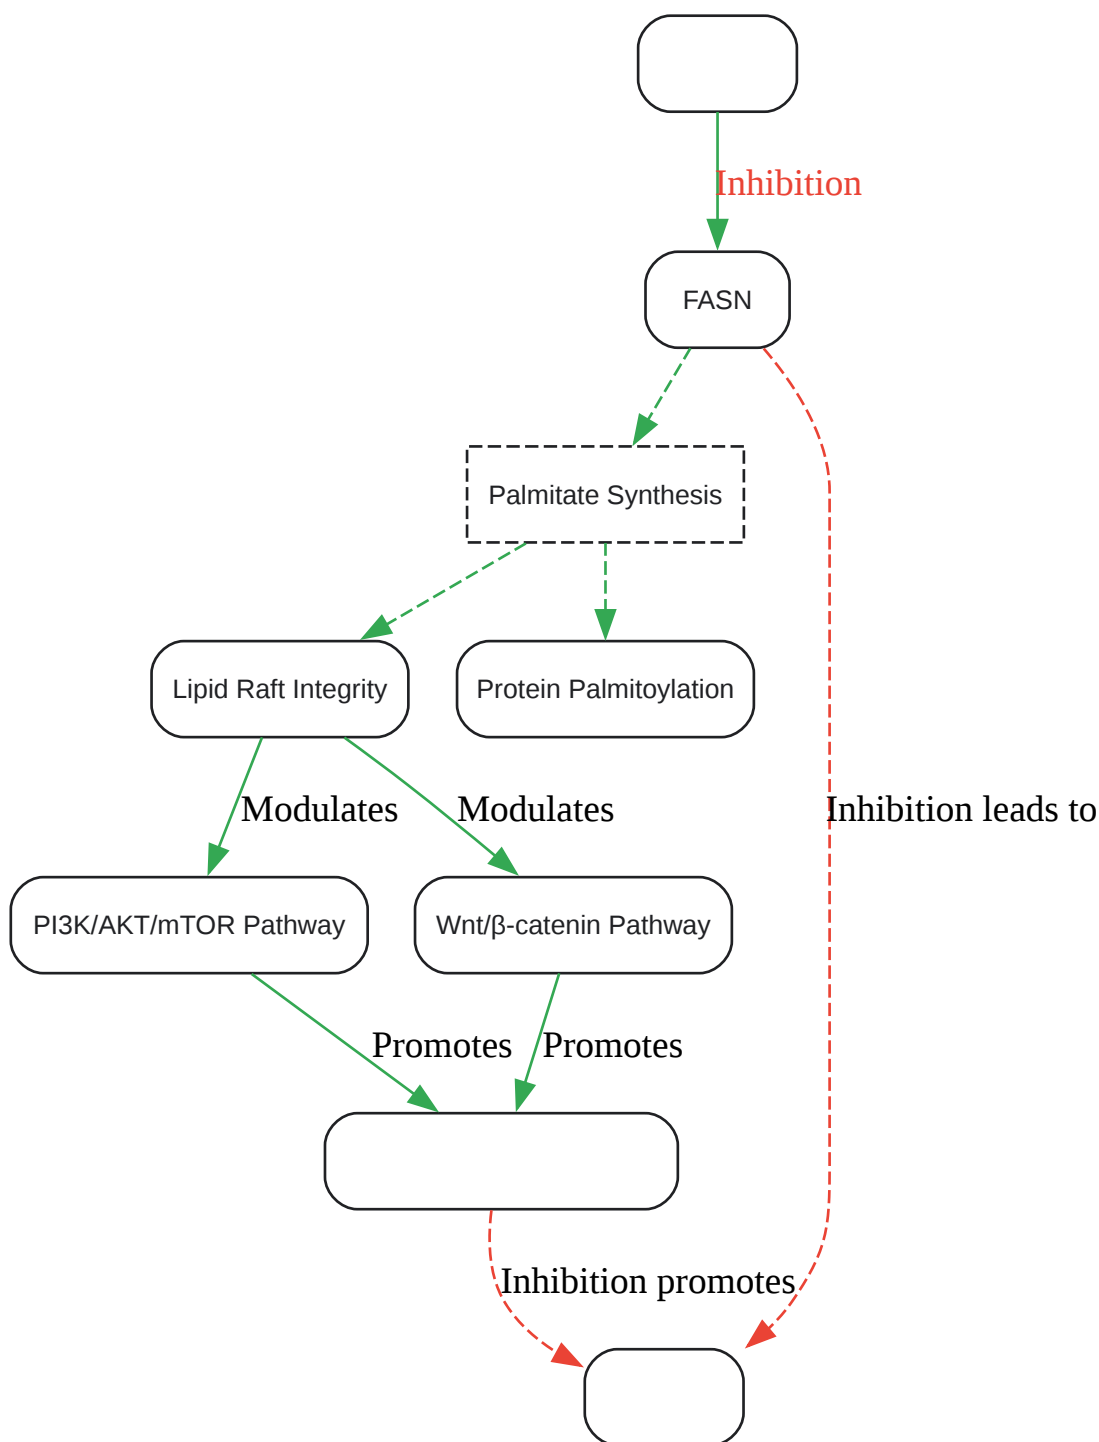 Inhibition
FASN
Palmitate Synthesis
Lipid Raft Integrity
Protein Palmitoylation
Modulates
Modulates
Inhibition leads to
PI3K/AKT/mTOR Pathway
Wnt/β-catenin Pathway
Promotes
Promotes
Inhibition promotes